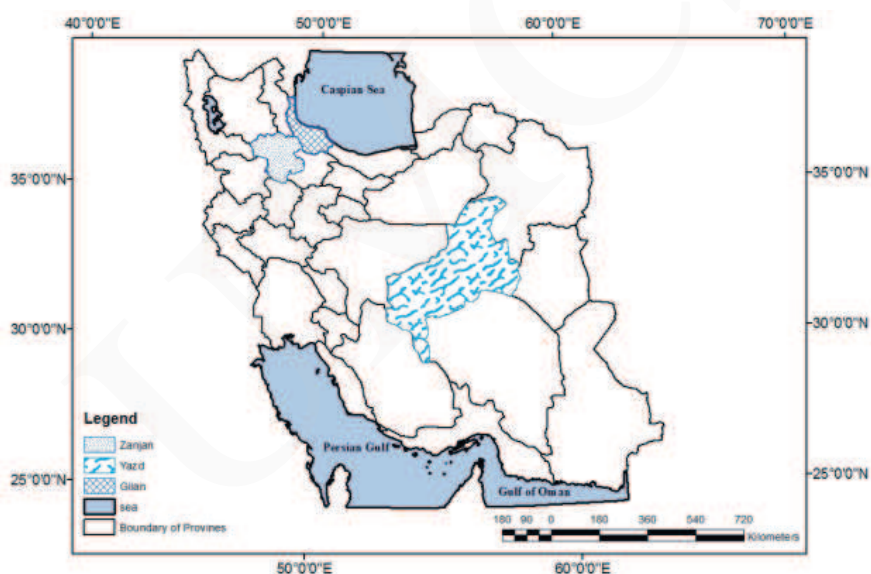 40°0'0"E 50°0'0"E 60°0'0"E 70°0'0"E
Caspian Sea
35°0'0"N 35°0'0"N
30°0'0"N 30°0'0"N
Legend
Zanjan
Yazd
Gilan
sea
Boundary of Provines
Persian Gulf
25°0'0"N 25°0'0"N
Gulf of Oman
180 90 0 180 360 540 720
Kilometers
50°0'0"E 60°0'0"E